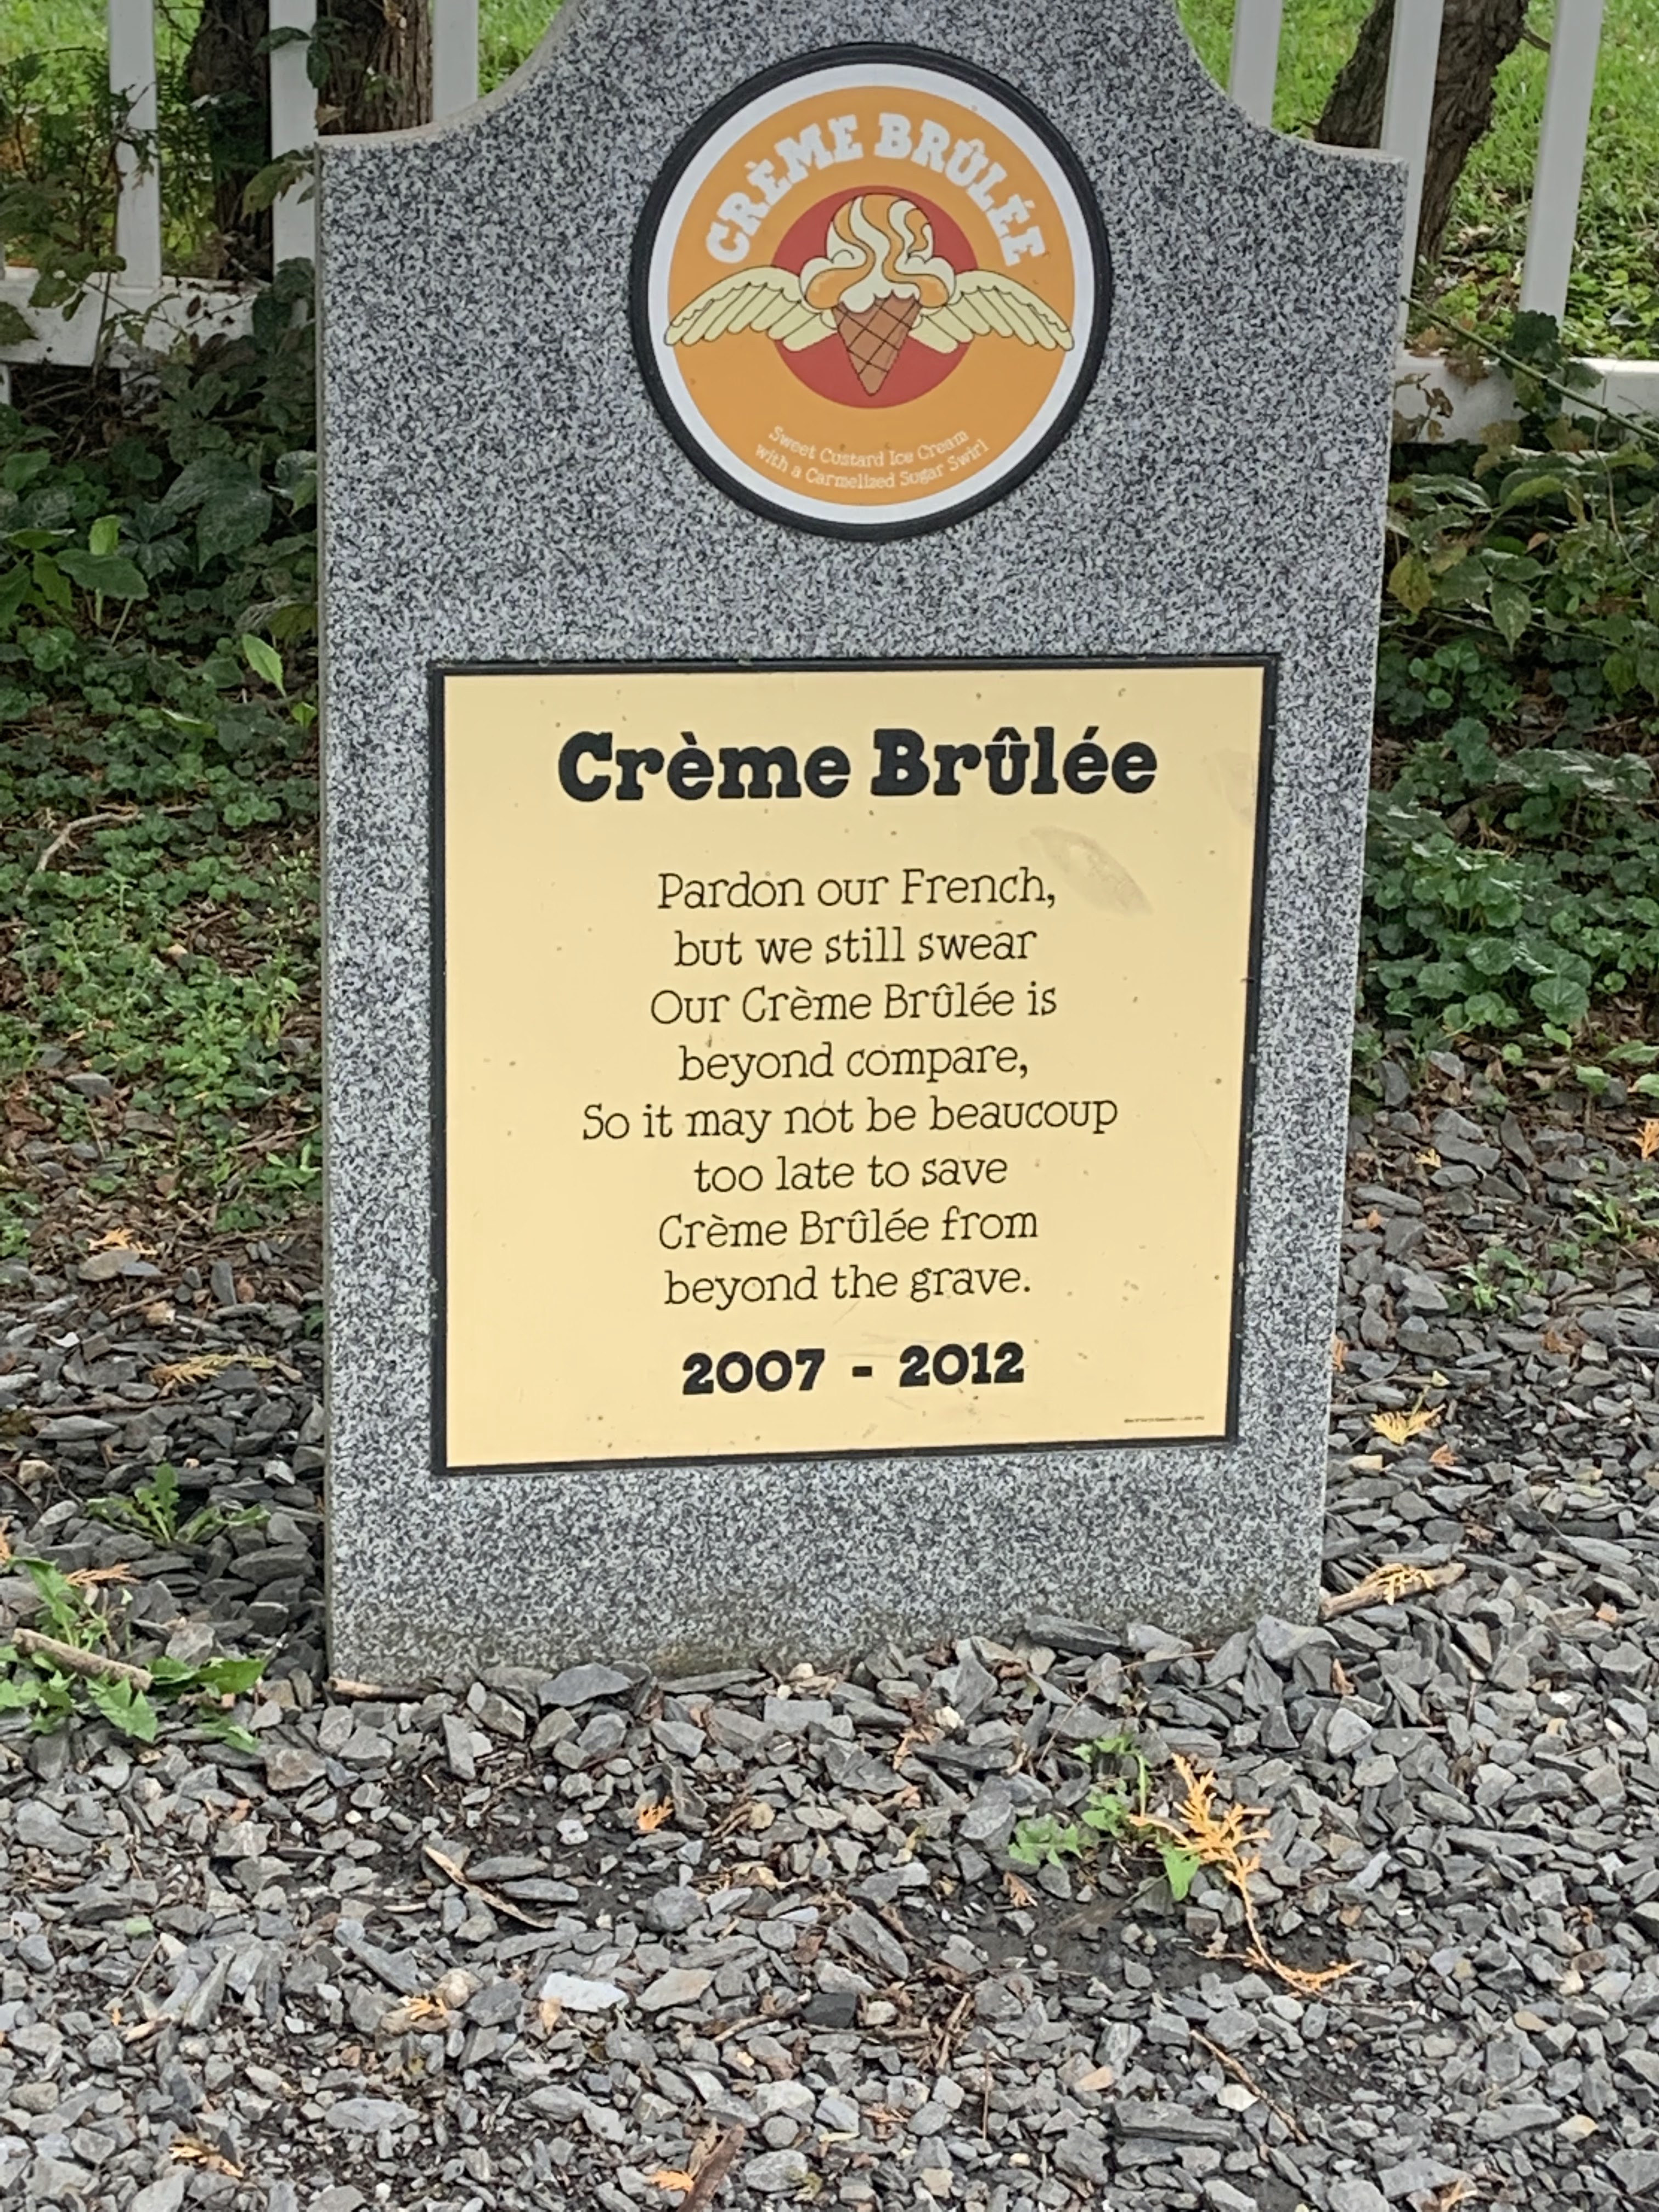 CRÈME BRÛLÉE
Sweet Custard Ice Cream
with a Carmelized Sugar Swirl
Crème Brûlée
Pardon our French,
but we still swear
Our Crème Brûlée is
beyond compare,
So it may not be beaucoup
too late to save
Crème Brûlée from
beyond the grave.
2007 - 2012